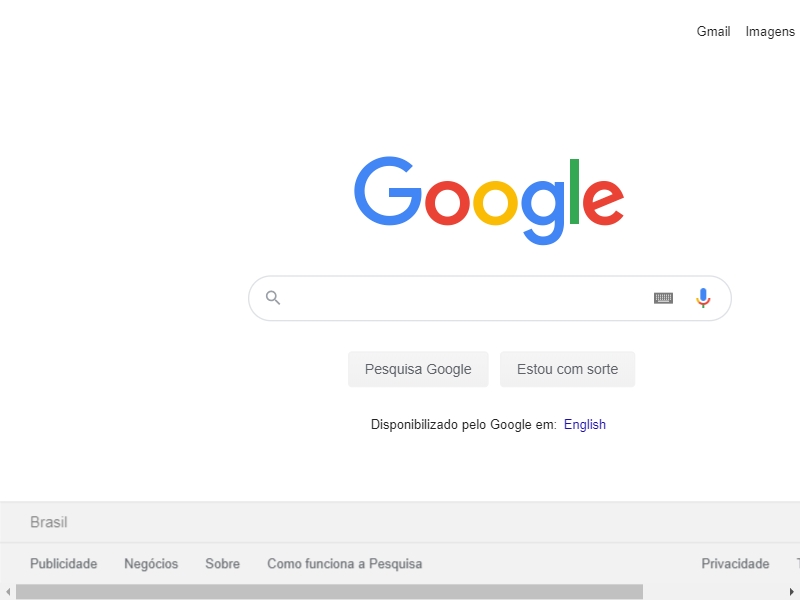 Gmail Imagens
Google
Pesquisa Google Estou com sorte
Disponibilizado pelo Google em: English
Brasil
Publicidade Negócios Sobre Como funciona a Pesquisa Privacidade